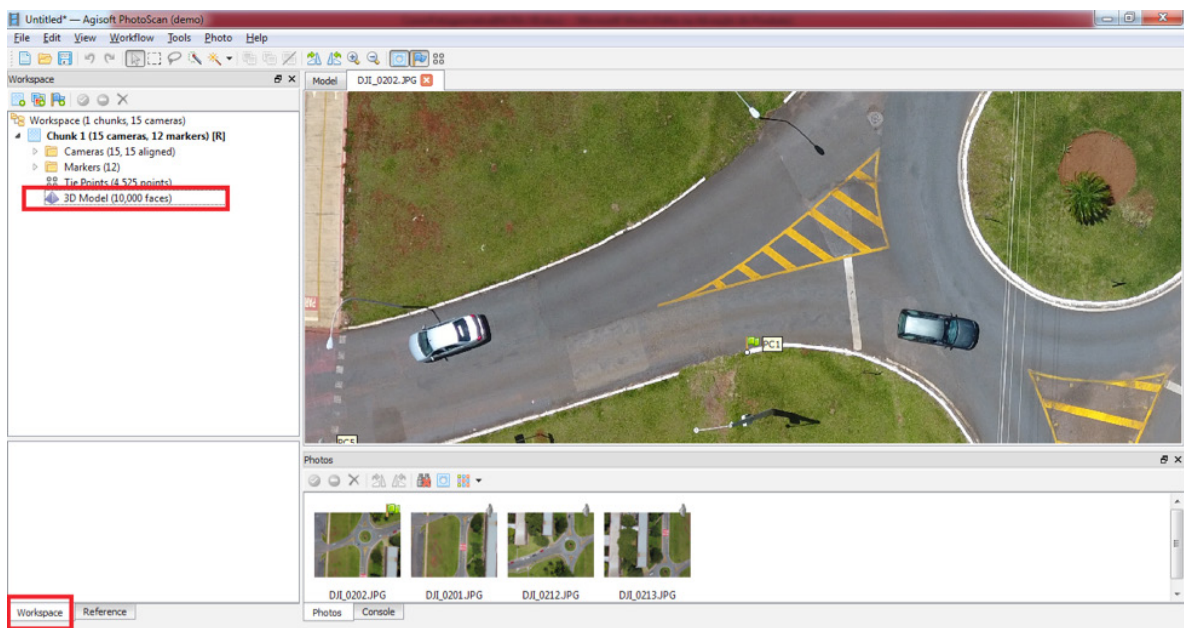 Untitled* — Agisoft PhotoScan (demo)
File Edit View Workflow Tools Photo Help
Workspace
Model DJI_0202.JPG
Workspace (1 chunks, 15 cameras)
Chunk 1 (15 cameras, 12 markers) [R]
Cameras (15, 15 aligned)
Markers (12)
Tie Points (4,525 points)
3D Model (10,000 faces)
PC1
PC5
Photos
DJI_0202.JPG DJI_0201.JPG DJI_0212.JPG DJI_0213.JPG
Workspace Reference
Photos Console